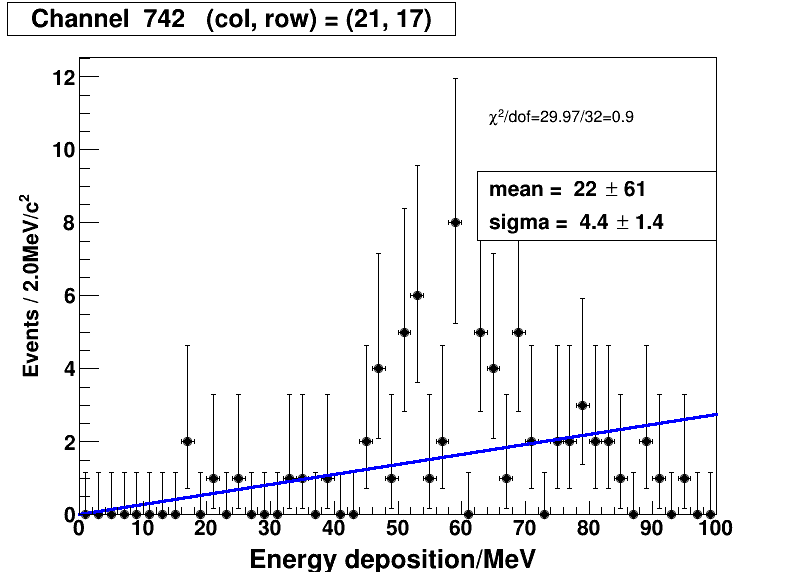 Channel 742 (col, row) = (21, 17)
χ²/dof=29.97/32=0.9
mean = 22 ± 61
sigma = 4.4 ± 1.4
Events / 2.0MeV/c²
12
10
8
6
4
2
0
0 10 20 30 40 50 60 70 80 90 100
Energy deposition/MeV